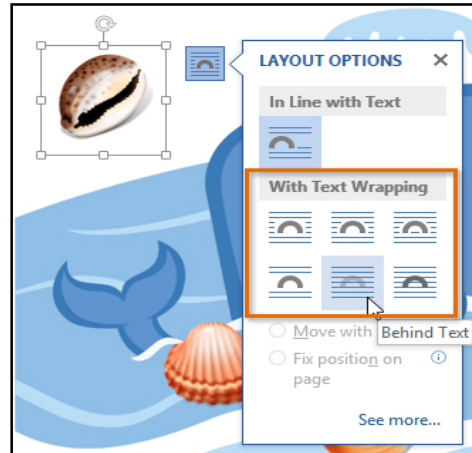 LAYOUT OPTIONS
In Line with Text
With Text Wrapping
Move with
Behind Text
Fix position on
page
See more...